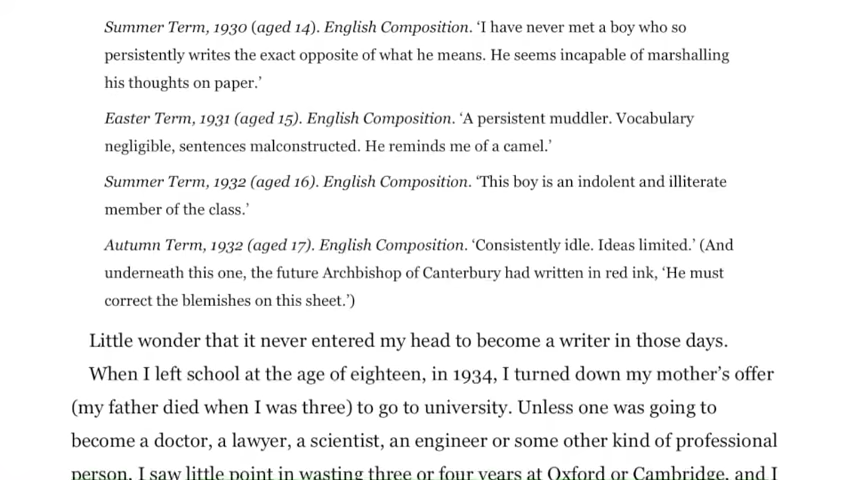 Summer Term, 1930 (aged 14). English Composition. ‘I have never met a boy who so
persistently writes the exact opposite of what he means. He seems incapable of marshalling
his thoughts on paper.’
Easter Term, 1931 (aged 15). English Composition. ‘A persistent muddler. Vocabulary
negligible, sentences malconstructed. He reminds me of a camel.’
Summer Term, 1932 (aged 16). English Composition. ‘This boy is an indolent and illiterate
member of the class.’
Autumn Term, 1932 (aged 17). English Composition. ‘Consistently idle. Ideas limited.’ (And
underneath this one, the future Archbishop of Canterbury had written in red ink, ‘He must
correct the blemishes on this sheet.’)
Little wonder that it never entered my head to become a writer in those days.
When I left school at the age of eighteen, in 1934, I turned down my mother’s offer
(my father died when I was three) to go to university. Unless one was going to
become a doctor, a lawyer, a scientist, an engineer or some other kind of professional
person, I saw little point in wasting three or four years at Oxford or Cambridge, and I